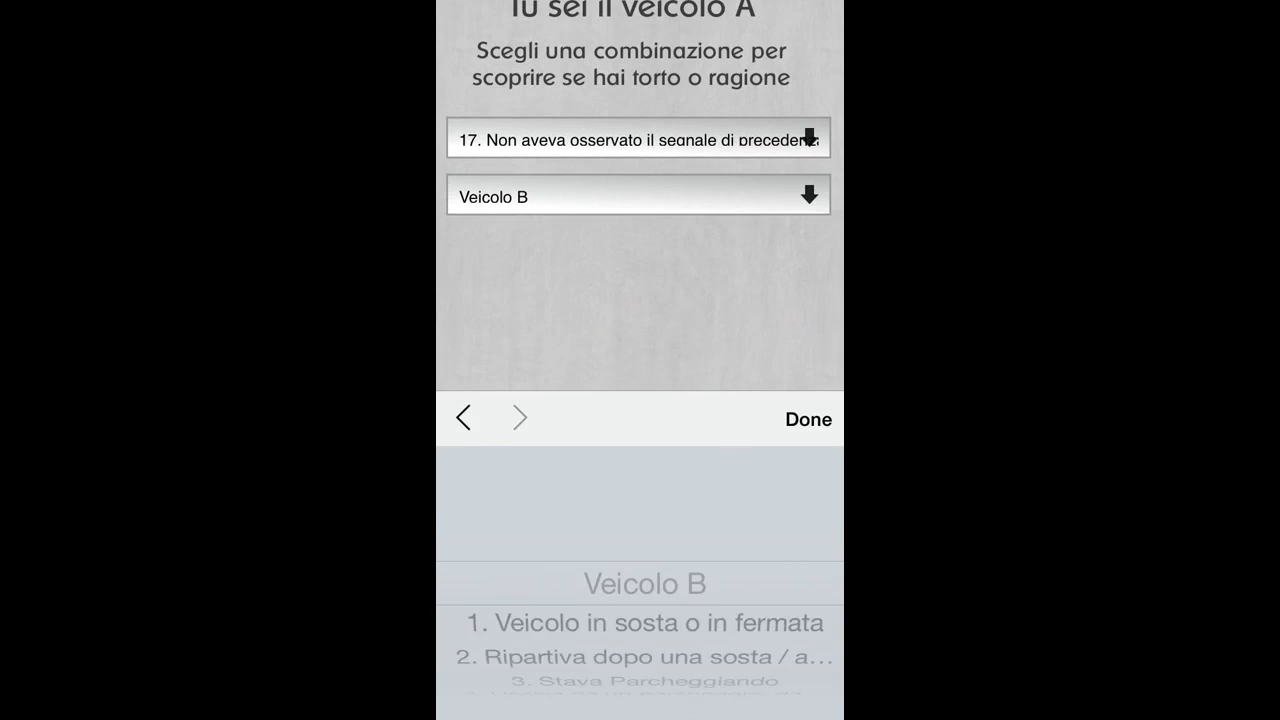 Tu sei il veicolo A
Scegli una combinazione per
scoprire se hai torto o ragione
17. Non aveva osservato il segnale di precedenz
Veicolo B
Done
Veicolo B
1. Veicolo in sosta o in fermata
2. Ripartiva dopo una sosta / a...
3. Stava Parcheggiando